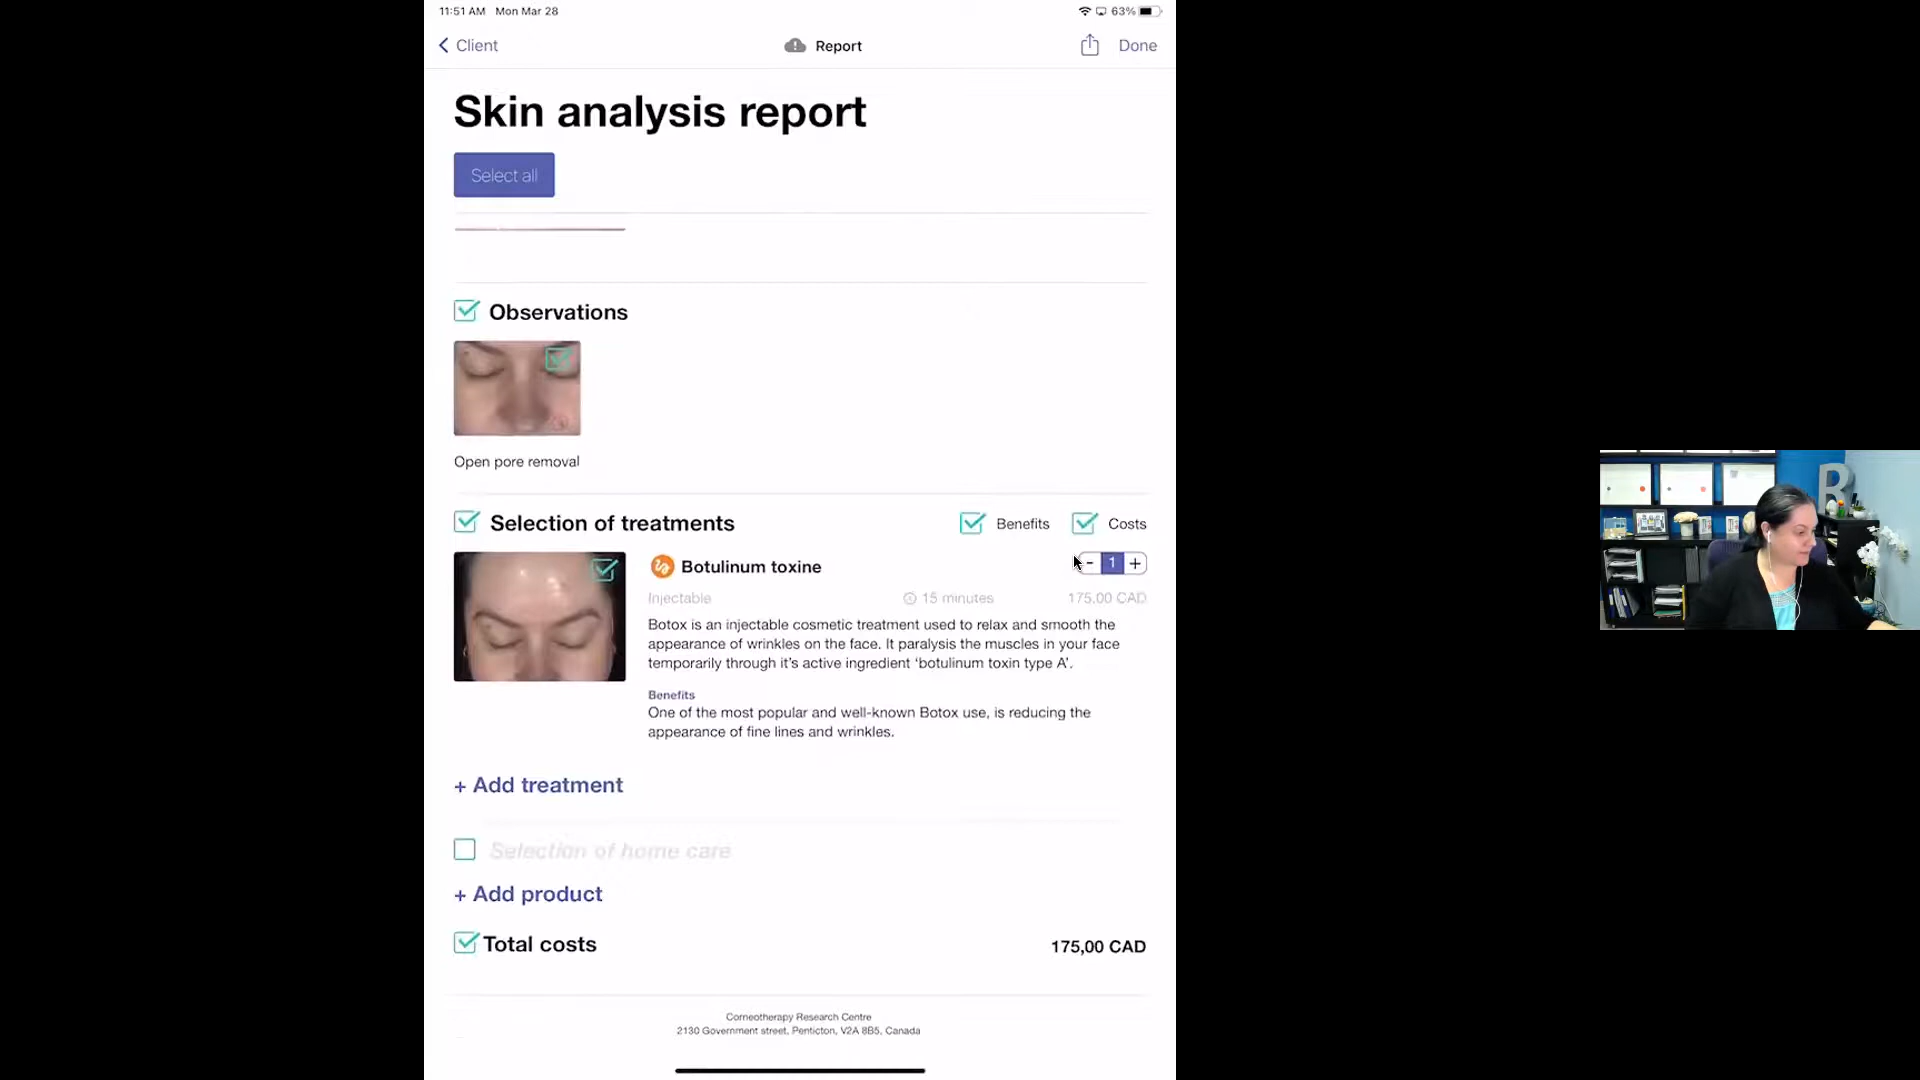 11:51 AM Mon Mar 28
63%
Client
Report
Done
Skin analysis report
Select all
Observations
Open pore removal
Selection of treatments
Benefits
Costs
Botulinum toxine
- 1 +
Injectable
15 minutes
175,00 CAD
Botox is an injectable cosmetic treatment used to relax and smooth the
appearance of wrinkles on the face. It paralysis the muscles in your face
temporarily through it's active ingredient 'botulinum toxin type A'.
Benefits
One of the most popular and well-known Botox use, is reducing the
appearance of fine lines and wrinkles.
+ Add treatment
Selection of home care
+ Add product
Total costs
175,00 CAD
Corneotherapy Research Centre
2130 Government street, Penticton, V2A 8B5, Canada
R